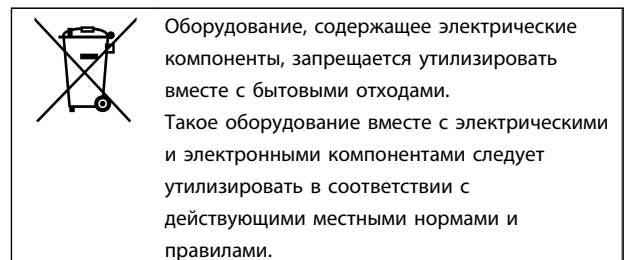 Оборудование, содержащее электрические
компоненты, запрещается утилизировать
вместе с бытовыми отходами.
Такое оборудование вместе с электрическими
и электронными компонентами следует
утилизировать в соответствии с
действующими местными нормами и
правилами.